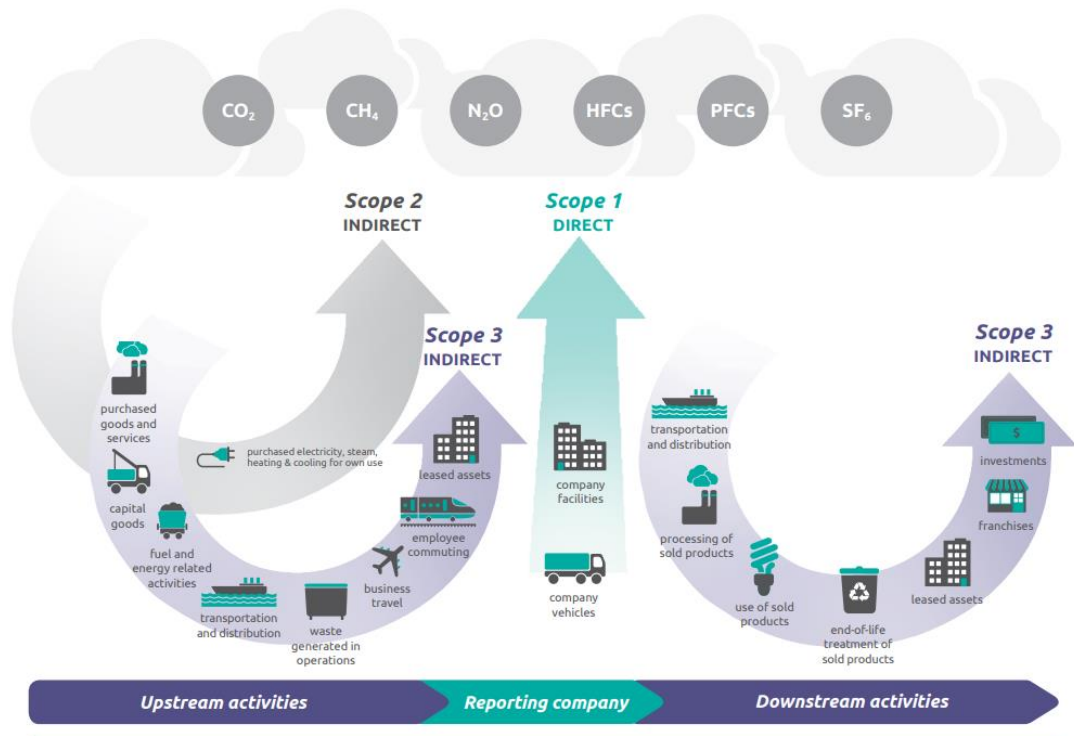 CO₂
CH₄
N₂O
HFCs
PFCs
SF₆
Scope 2
INDIRECT
Scope 1
DIRECT
Scope 3
INDIRECT
Scope 3
INDIRECT
purchased
goods and
services
capital
goods
fuel and
energy related
activities
purchased electricity, steam,
heating & cooling for own use
transportation
and distribution
waste
generated in
operations
business
travel
employee
commuting
leased assets
company
facilities
company
vehicles
transportation
and distribution
processing of
sold products
use of sold
products
end-of-life
treatment of
sold products
leased assets
franchises
$
investments
Upstream activities
Reporting company
Downstream activities